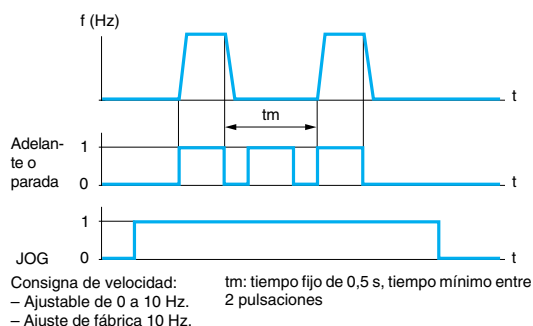 f (Hz)
t
tm
Adelan-
te o
parada
1
0
t
1
0
JOG
t
Consigna de velocidad:
– Ajustable de 0 a 10 Hz.
– Ajuste de fábrica 10 Hz.
tm: tiempo fijo de 0,5 s, tiempo mínimo entre
2 pulsaciones